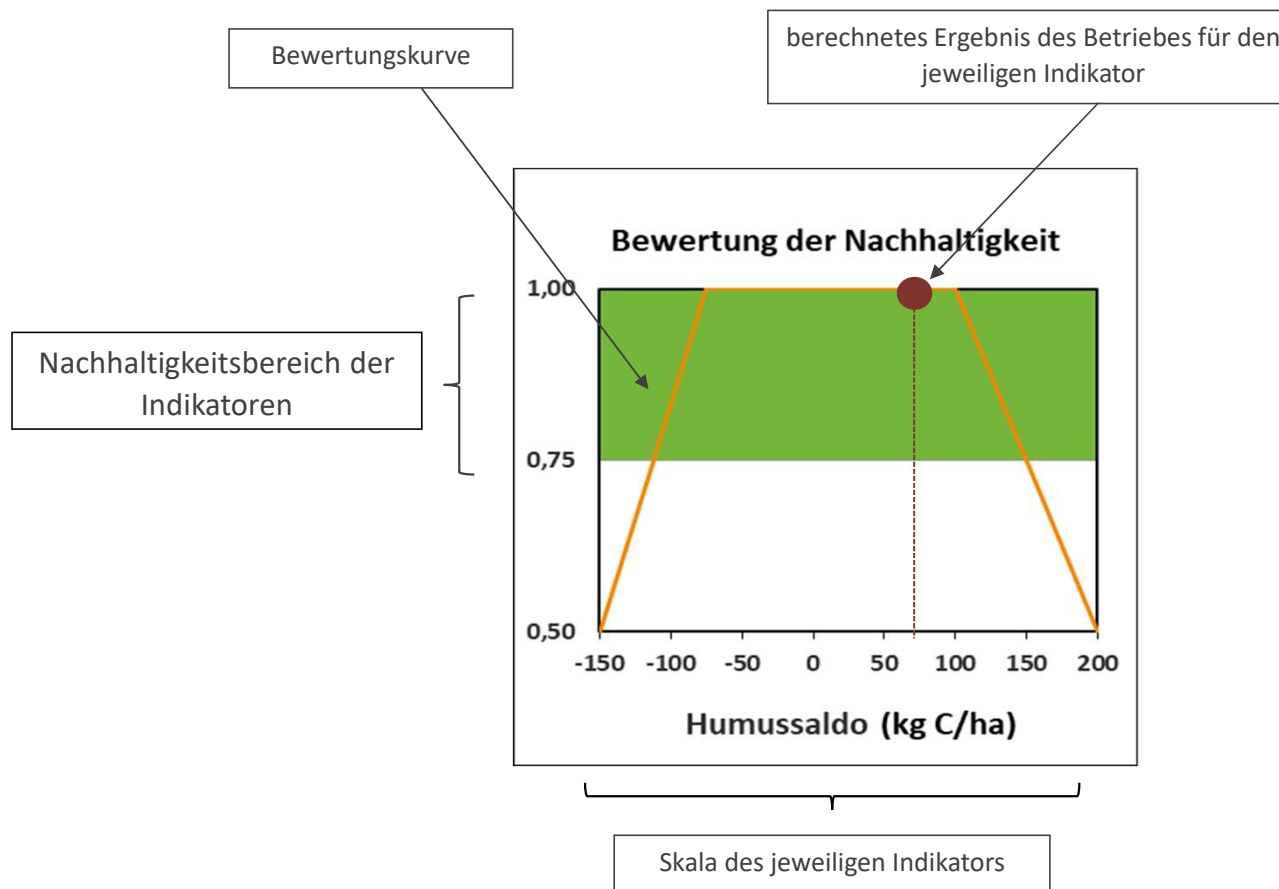 berechnetes Ergebnis des Betriebes für den
jeweiligen Indikator
Bewertungskurve
Bewertung der Nachhaltigkeit
1,00
Nachhaltigkeitsbereich der
Indikatoren
0,75
0,50
-150 -100 -50 0 50 100 150 200
Humussaldo (kg C/ha)
Skala des jeweiligen Indikators